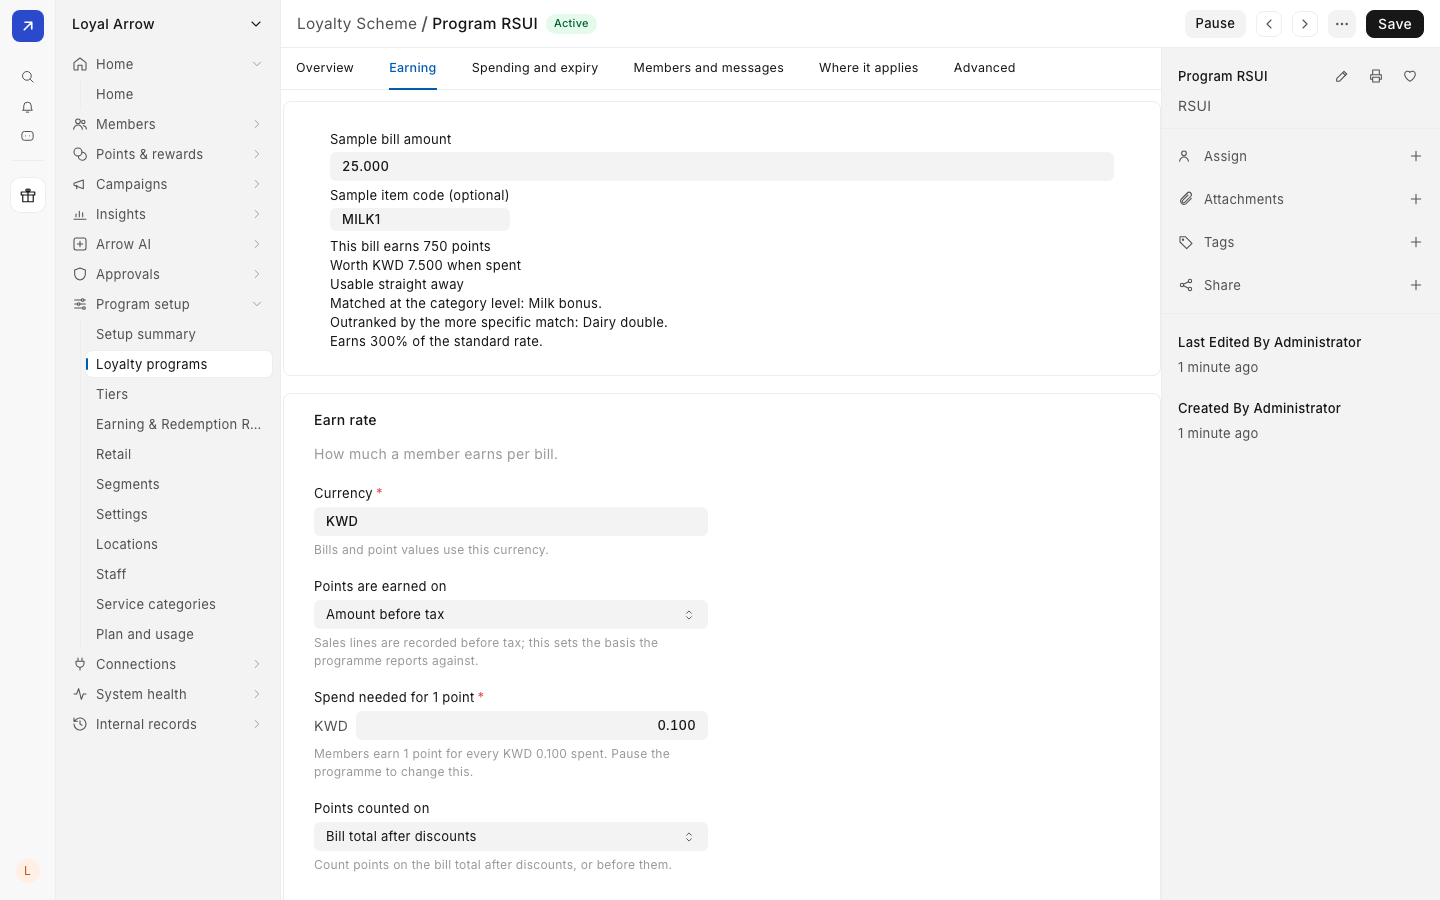 Loyal Arrow
Home
Home
Members
Points & rewards
Campaigns
Insights
Arrow AI
Approvals
Program setup
Setup summary
Loyalty programs
Tiers
Earning & Redemption R...
Retail
Segments
Settings
Locations
Staff
Service categories
Plan and usage
Connections
System health
Internal records
L
Loyalty Scheme / Program RSUI Active
Pause
Save
Overview Earning Spending and expiry Members and messages Where it applies Advanced
Sample bill amount
25.000
Sample item code (optional)
MILK1
This bill earns 750 points
Worth KWD 7.500 when spent
Usable straight away
Matched at the category level: Milk bonus.
Outranked by the more specific match: Dairy double.
Earns 300% of the standard rate.
Earn rate
How much a member earns per bill.
Currency *
KWD
Bills and point values use this currency.
Points are earned on
Amount before tax
Sales lines are recorded before tax; this sets the basis the
programme reports against.
Spend needed for 1 point *
KWD 0.100
Members earn 1 point for every KWD 0.100 spent. Pause the
programme to change this.
Points counted on
Bill total after discounts
Count points on the bill total after discounts, or before them.
Program RSUI
RSUI
Assign
Attachments
Tags
Share
Last Edited By Administrator
1 minute ago
Created By Administrator
1 minute ago